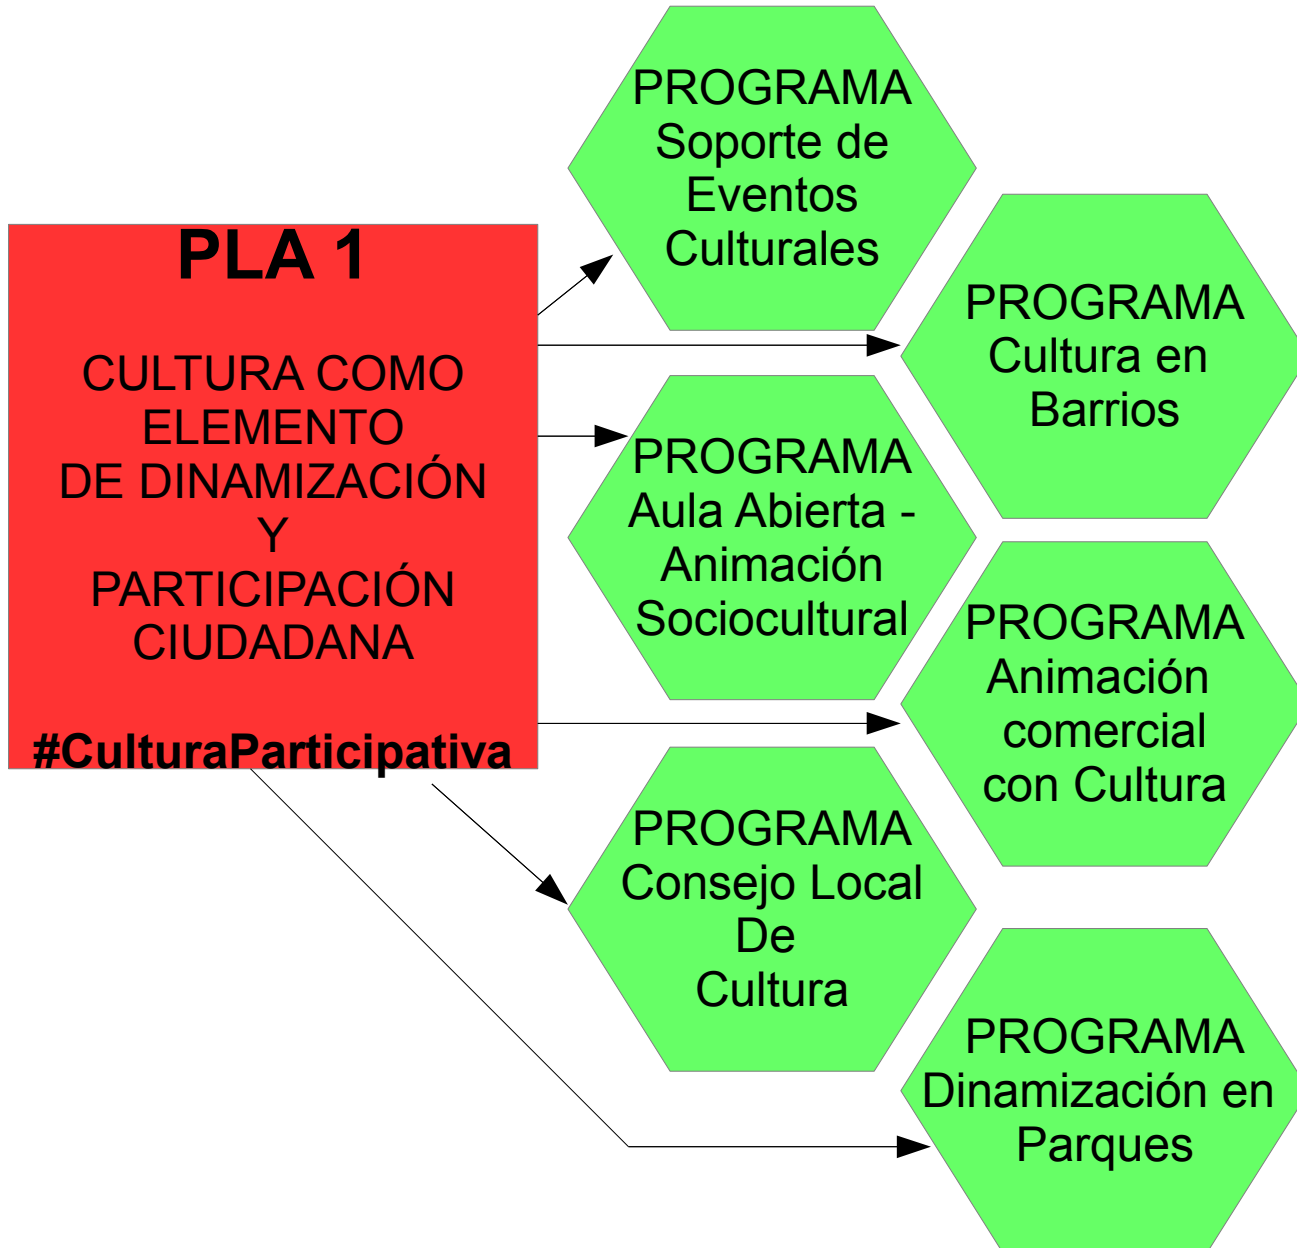 PLA 1
CULTURA COMO
ELEMENTO
DE DINAMIZACIÓN
Y
PARTICIPACIÓN
CIUDADANA
#CulturaParticipativa
PROGRAMA
Soporte de
Eventos
Culturales
PROGRAMA
Cultura en
Barrios
PROGRAMA
Aula Abierta -
Animación
Sociocultural
PROGRAMA
Animación
comercial
con Cultura
PROGRAMA
Consejo Local
De
Cultura
PROGRAMA
Dinamización en
Parques